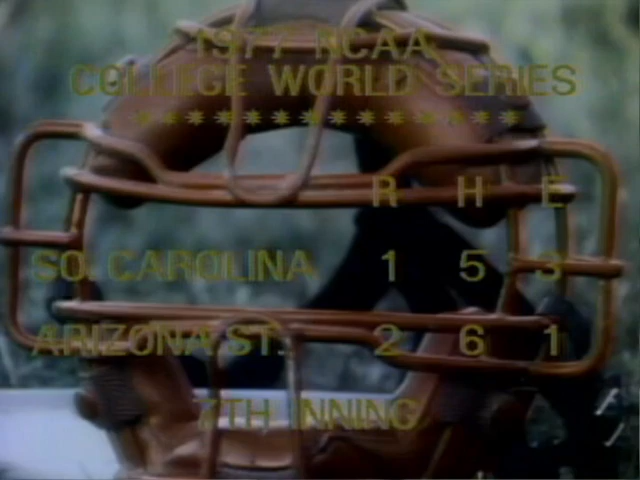 1977 NCAA
COLLEGE WORLD SERIES
**************
R H E
SO. CAROLINA 1 5 3
ARIZONA ST. 2 6 1
7TH INNING